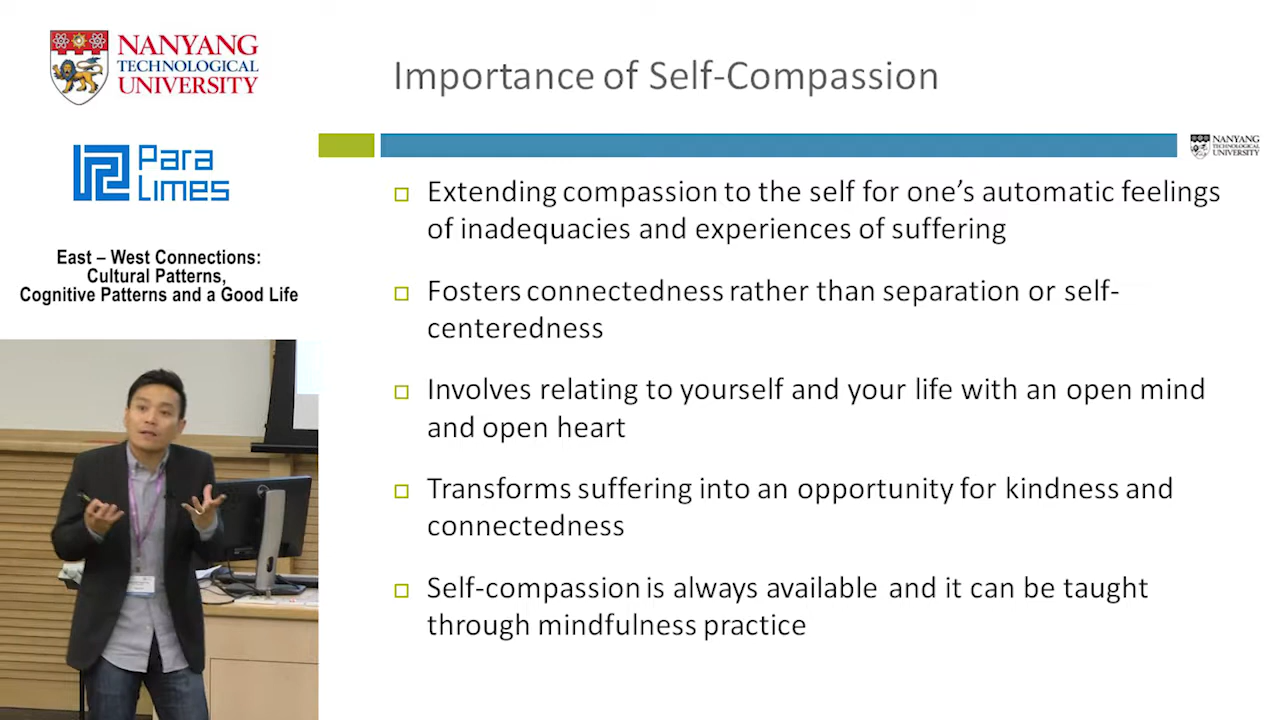 NANYANG
TECHNOLOGICAL
UNIVERSITY
Para
Limes
East – West Connections:
Cultural Patterns,
Cognitive Patterns and a Good Life
Importance of Self-Compassion
NANYANG
TECHNOLOGICAL
UNIVERSITY
Extending compassion to the self for one’s automatic feelings
of inadequacies and experiences of suffering
Fosters connectedness rather than separation or self-
centeredness
Involves relating to yourself and your life with an open mind
and open heart
Transforms suffering into an opportunity for kindness and
connectedness
Self-compassion is always available and it can be taught
through mindfulness practice